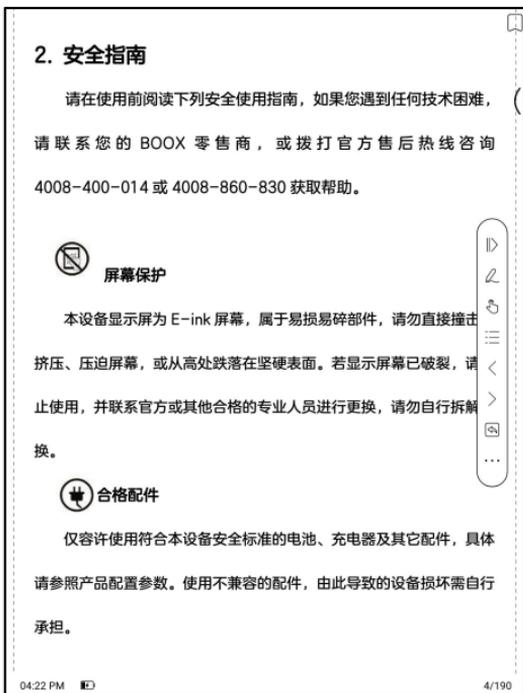 2. 安全指南
请在使用前阅读下列安全使用指南，如果您遇到任何技术困难，
请联系您的 BOOX 零售商，或拨打官方售后热线咨询
4008-400-014 或 4008-860-830 获取帮助。
屏幕保护
本设备显示屏为 E-ink 屏幕，属于易损易碎部件，请勿直接撞击
挤压、压迫屏幕，或从高处跌落在坚硬表面。若显示屏幕已破裂，请
止使用，并联系官方或其他合格的专业人员进行更换，请勿自行拆解
换。
合格配件
仅容许使用符合本设备安全标准的电池、充电器及其它配件，具体
请参照产品配置参数。使用不兼容的配件，由此导致的设备损坏需自行
承担。
04:22 PM
4/190